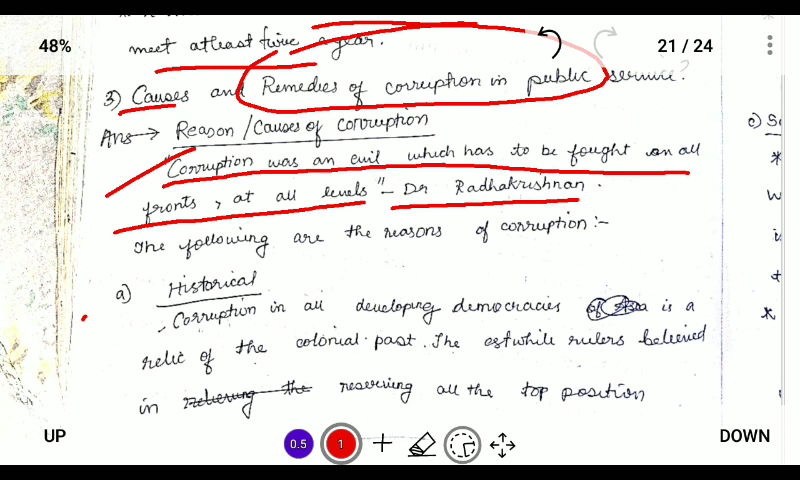 48%
21 / 24
meet atleast twice a year.
3) Causes and Remedies of corruption in public service?
Ans → Reason / Causes of corruption
"Corruption was an evil which has to be fought on all
fronts, at all levels" - Dr Radhakrishnan.
The following are the reasons of corruption :-
a) Historical
Corruption in all developing democracies is a
relic of the colonial past. The estwhile rulers believed
in reserving all the top position
c)
UP
0.5
1
DOWN